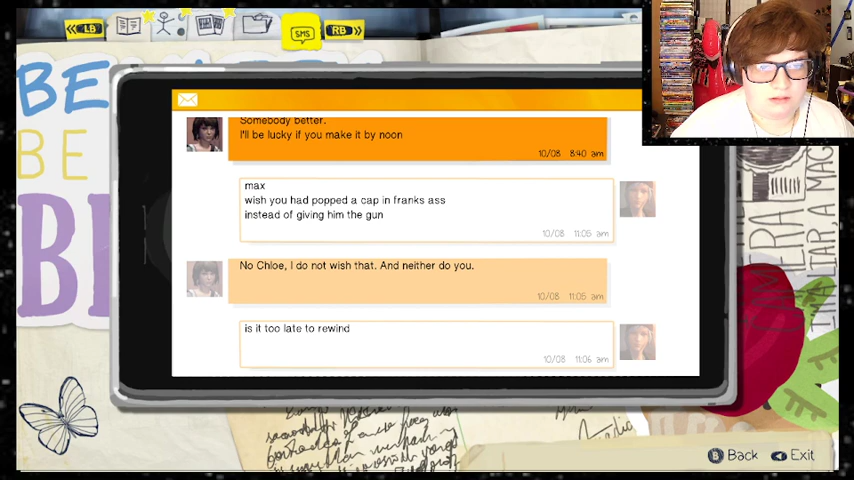 LB
SMS
RB
BE
BE
B
Somebody better.
I'll be lucky if you make it by noon
10/08 8:40 am
max
wish you had popped a cap in franks ass
instead of giving him the gun
10/08 11:05 am
No Chloe, I do not wish that. And neither do you.
10/08 11:05 am
is it too late to rewind
10/08 11:06 am
B Back
Exit